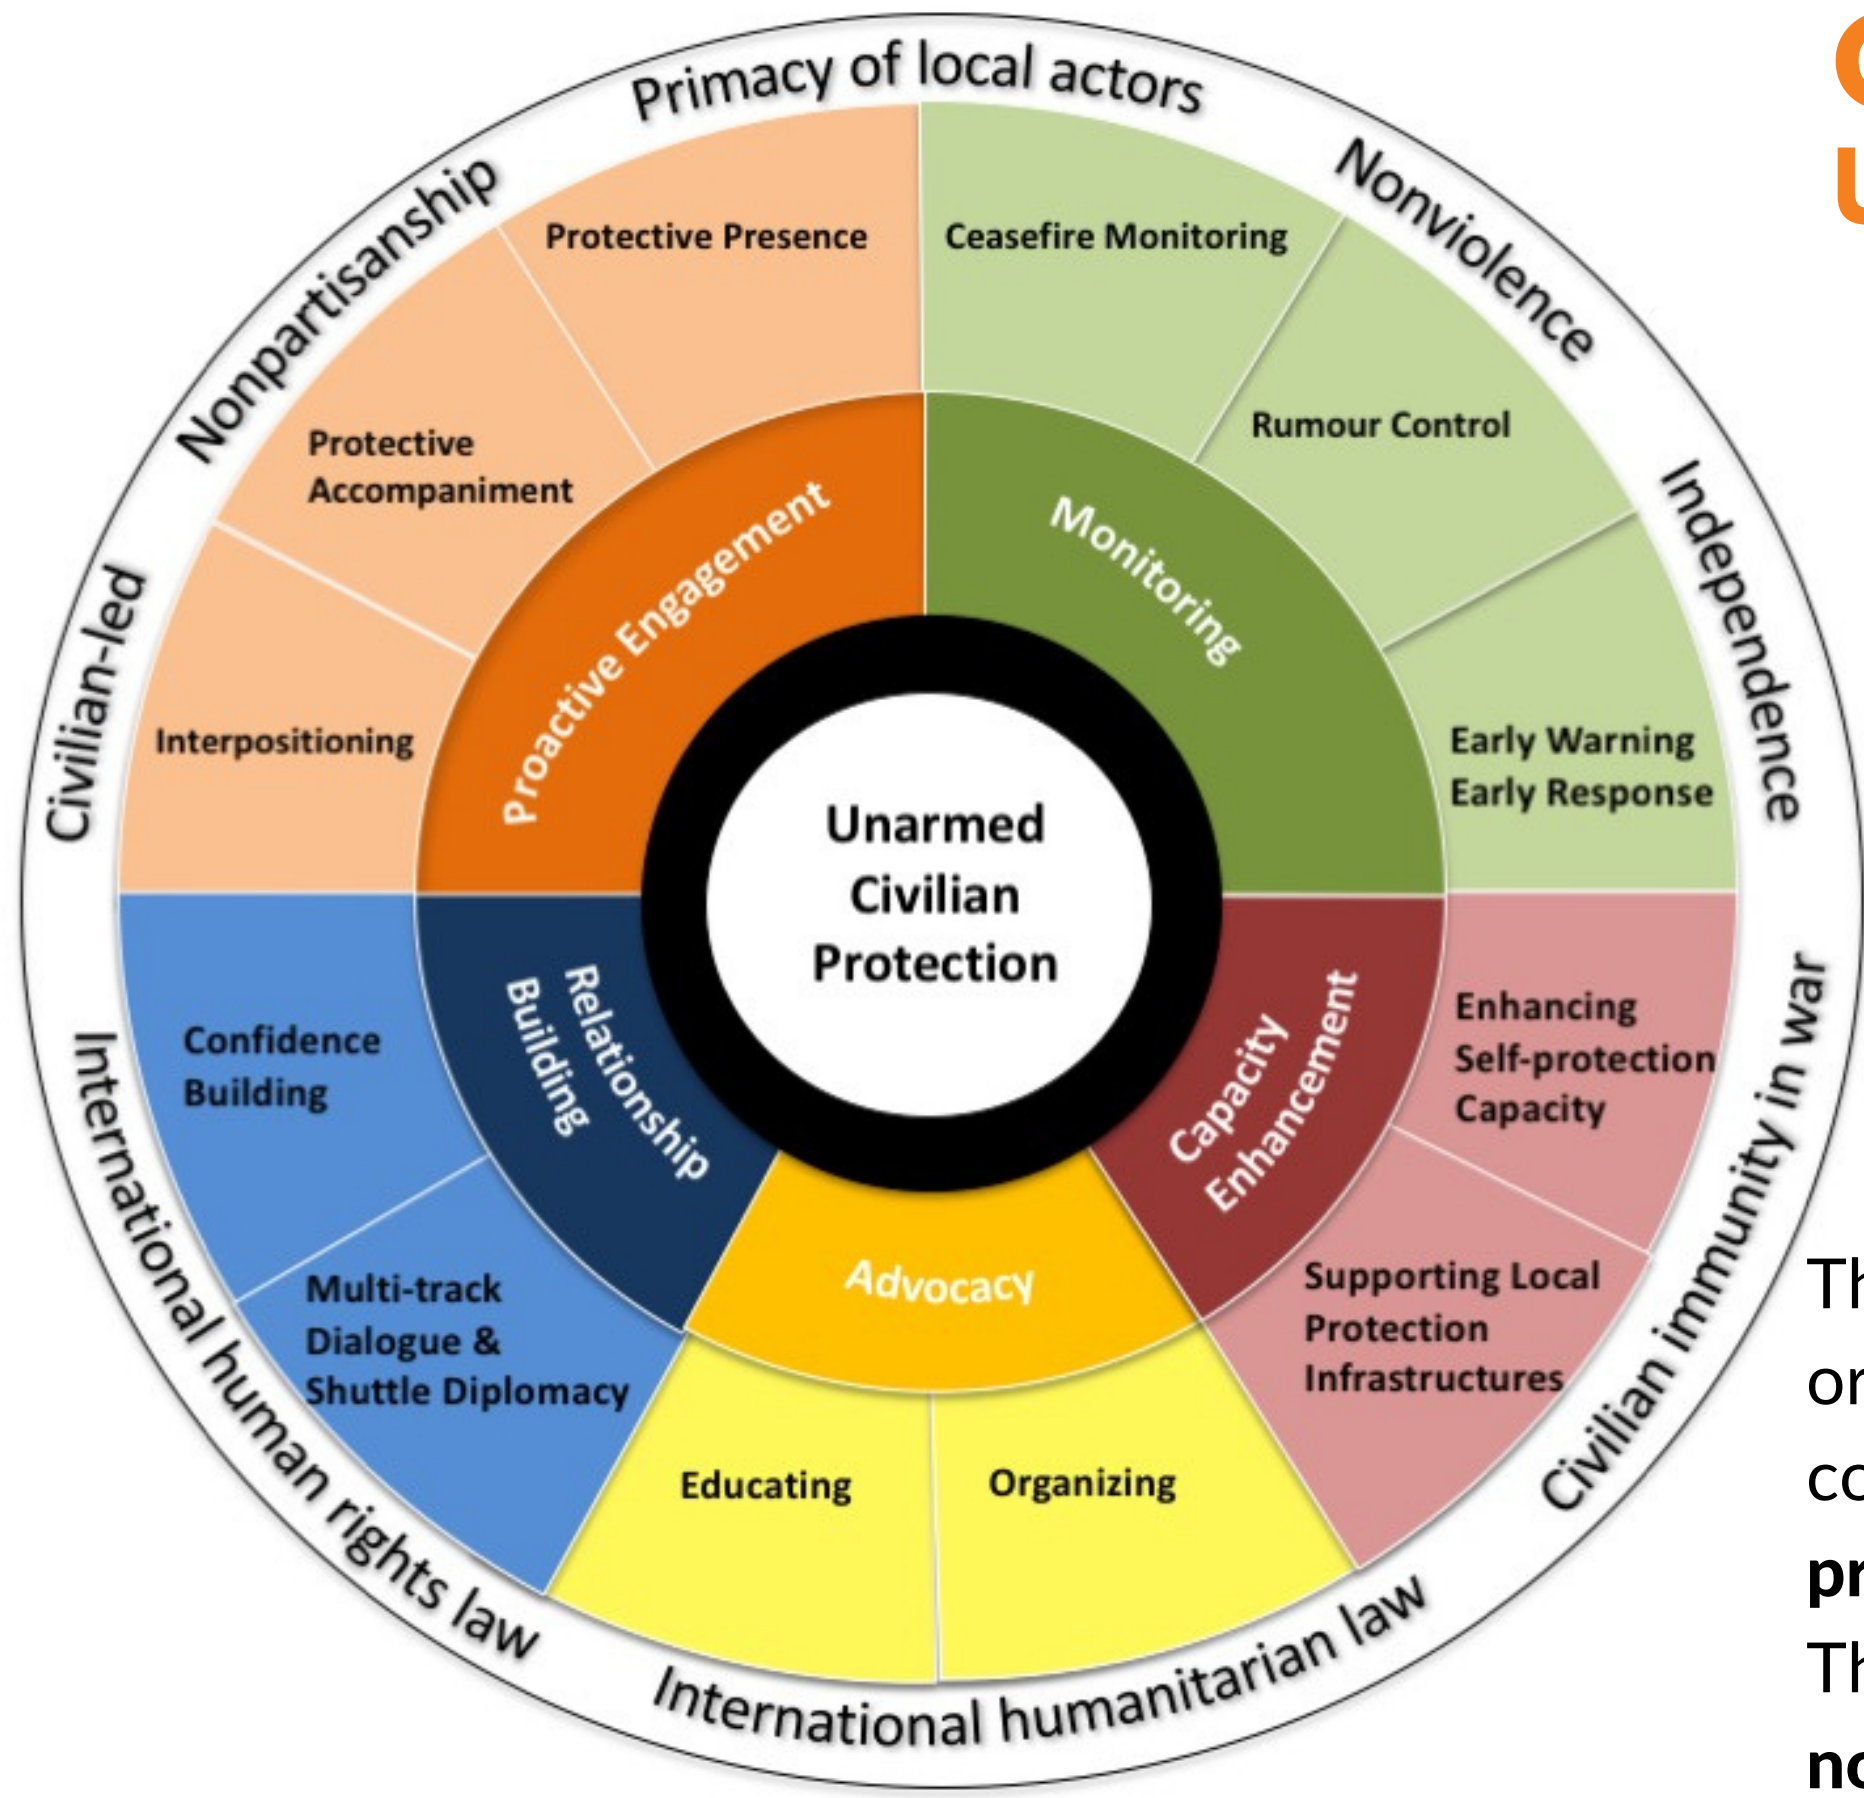 Primacy of local actors
Nonviolence
Independence
Civilian immunity in war
International humanitarian law
International human rights law
Civilian-led
Nonpartisanship
Protective Presence
Ceasefire Monitoring
Rumour Control
Early Warning
Early Response
Enhancing
Self-protection
Capacity
Supporting Local
Protection
Infrastructures
Organizing
Educating
Multi-track
Dialogue &
Shuttle Diplomacy
Confidence
Building
Interpositioning
Protective
Accompaniment
Proactive Engagement
Monitoring
Capacity
Enhancement
Advocacy
Relationship
Building
Unarmed
Civilian
Protection